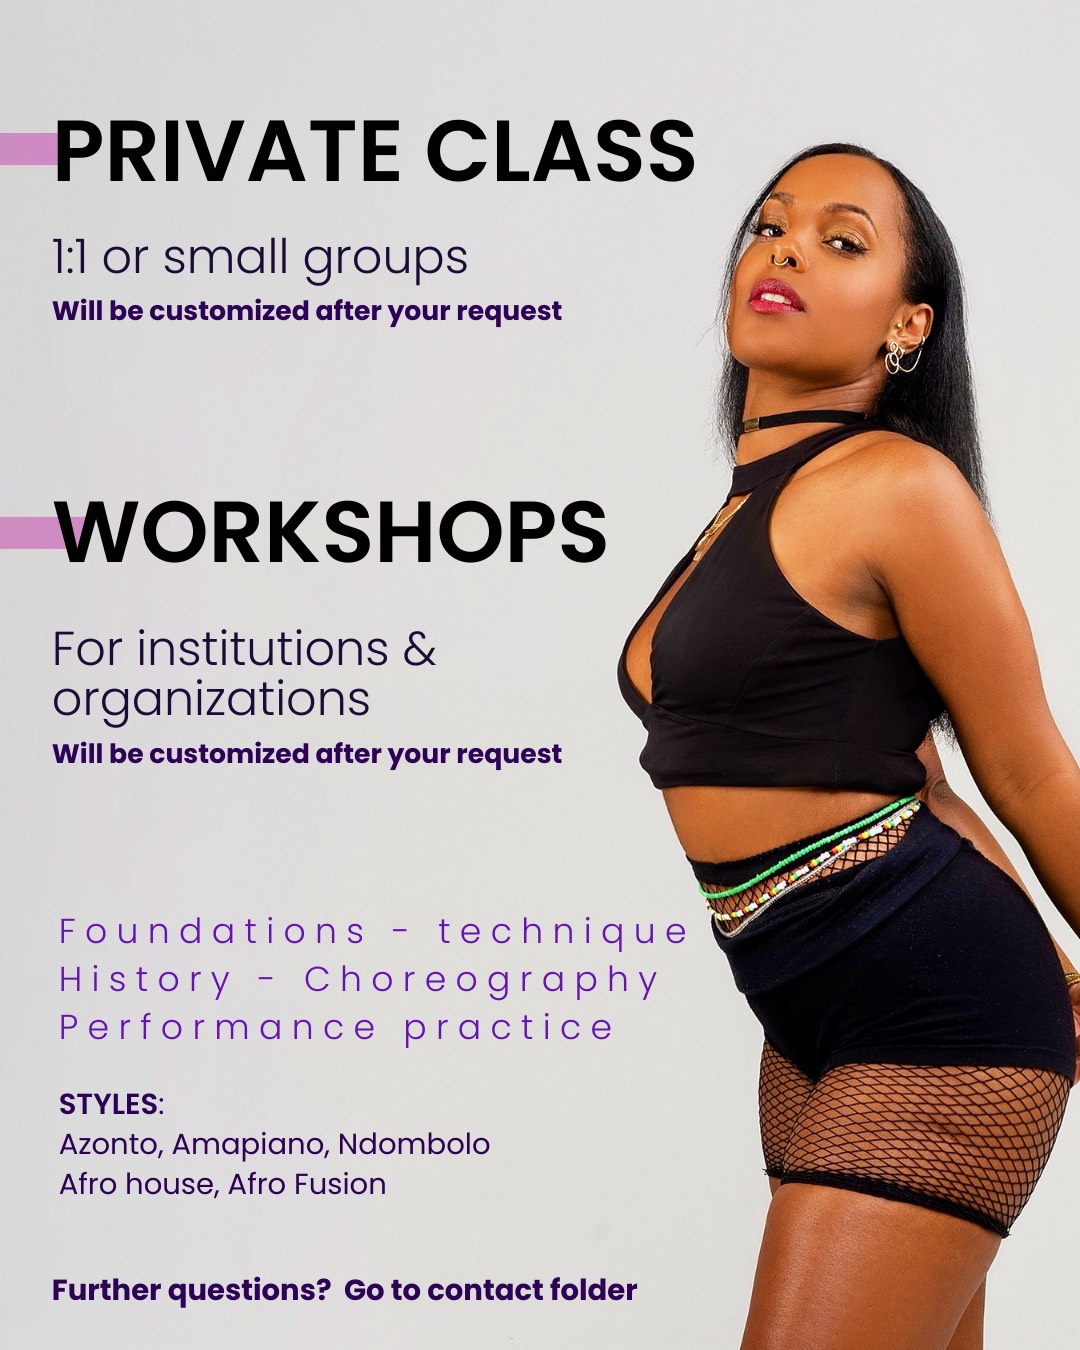 PRIVATE CLASS
1:1 or small groups
Will be customized after your request
WORKSHOPS
For institutions &
organizations
Will be customized after your request
Foundations - technique
History - Choreography
Performance practice
STYLES:
Azonto, Amapiano, Ndombolo
Afro house, Afro Fusion
Further questions? Go to contact folder